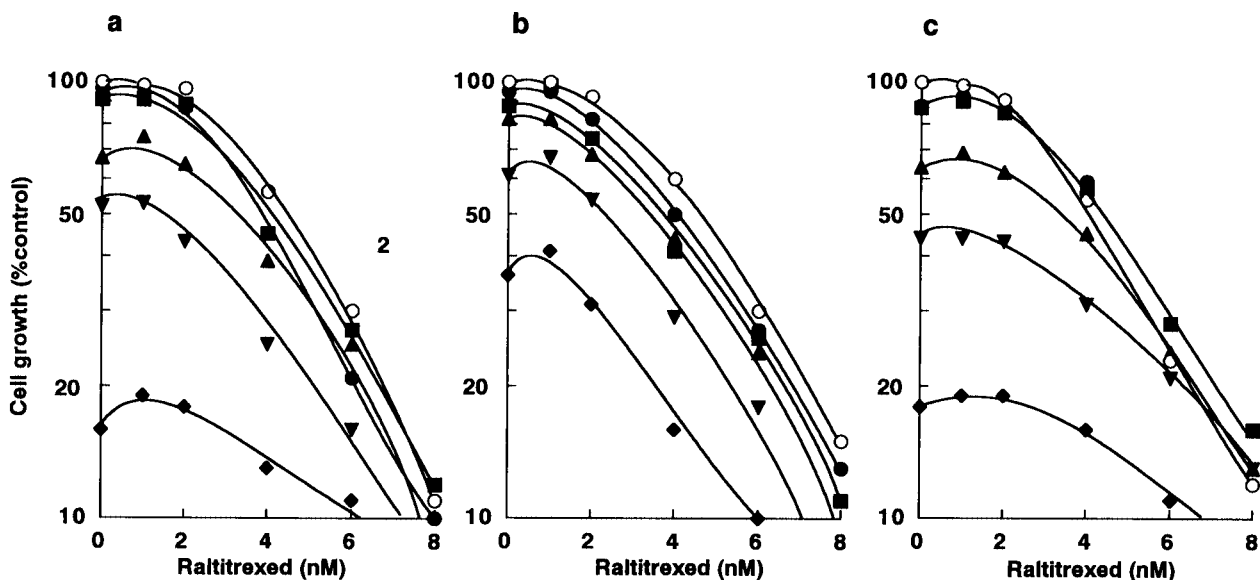 a b c
100 100 100
Cell growth (%control)
50 2 50 50
20 20 20
10 10 10
0 2 4 6 8 0 2 4 6 8 0 2 4 6 8
Raltitrexed (nM) Raltitrexed (nM) Raltitrexed (nM)